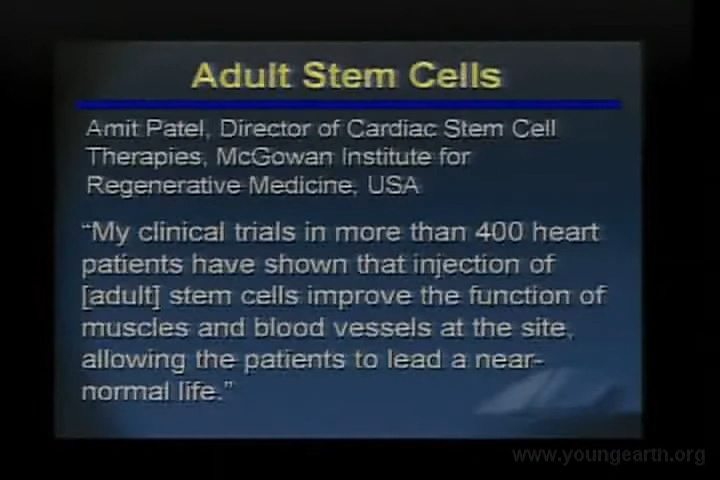 Adult Stem Cells
Amit Patel, Director of Cardiac Stem Cell
Therapies, McGowan Institute for
Regenerative Medicine, USA
“My clinical trials in more than 400 heart
patients have shown that injection of
[adult] stem cells improve the function of
muscles and blood vessels at the site,
allowing the patients to lead a near-
normal life.”
www.youngearth.org